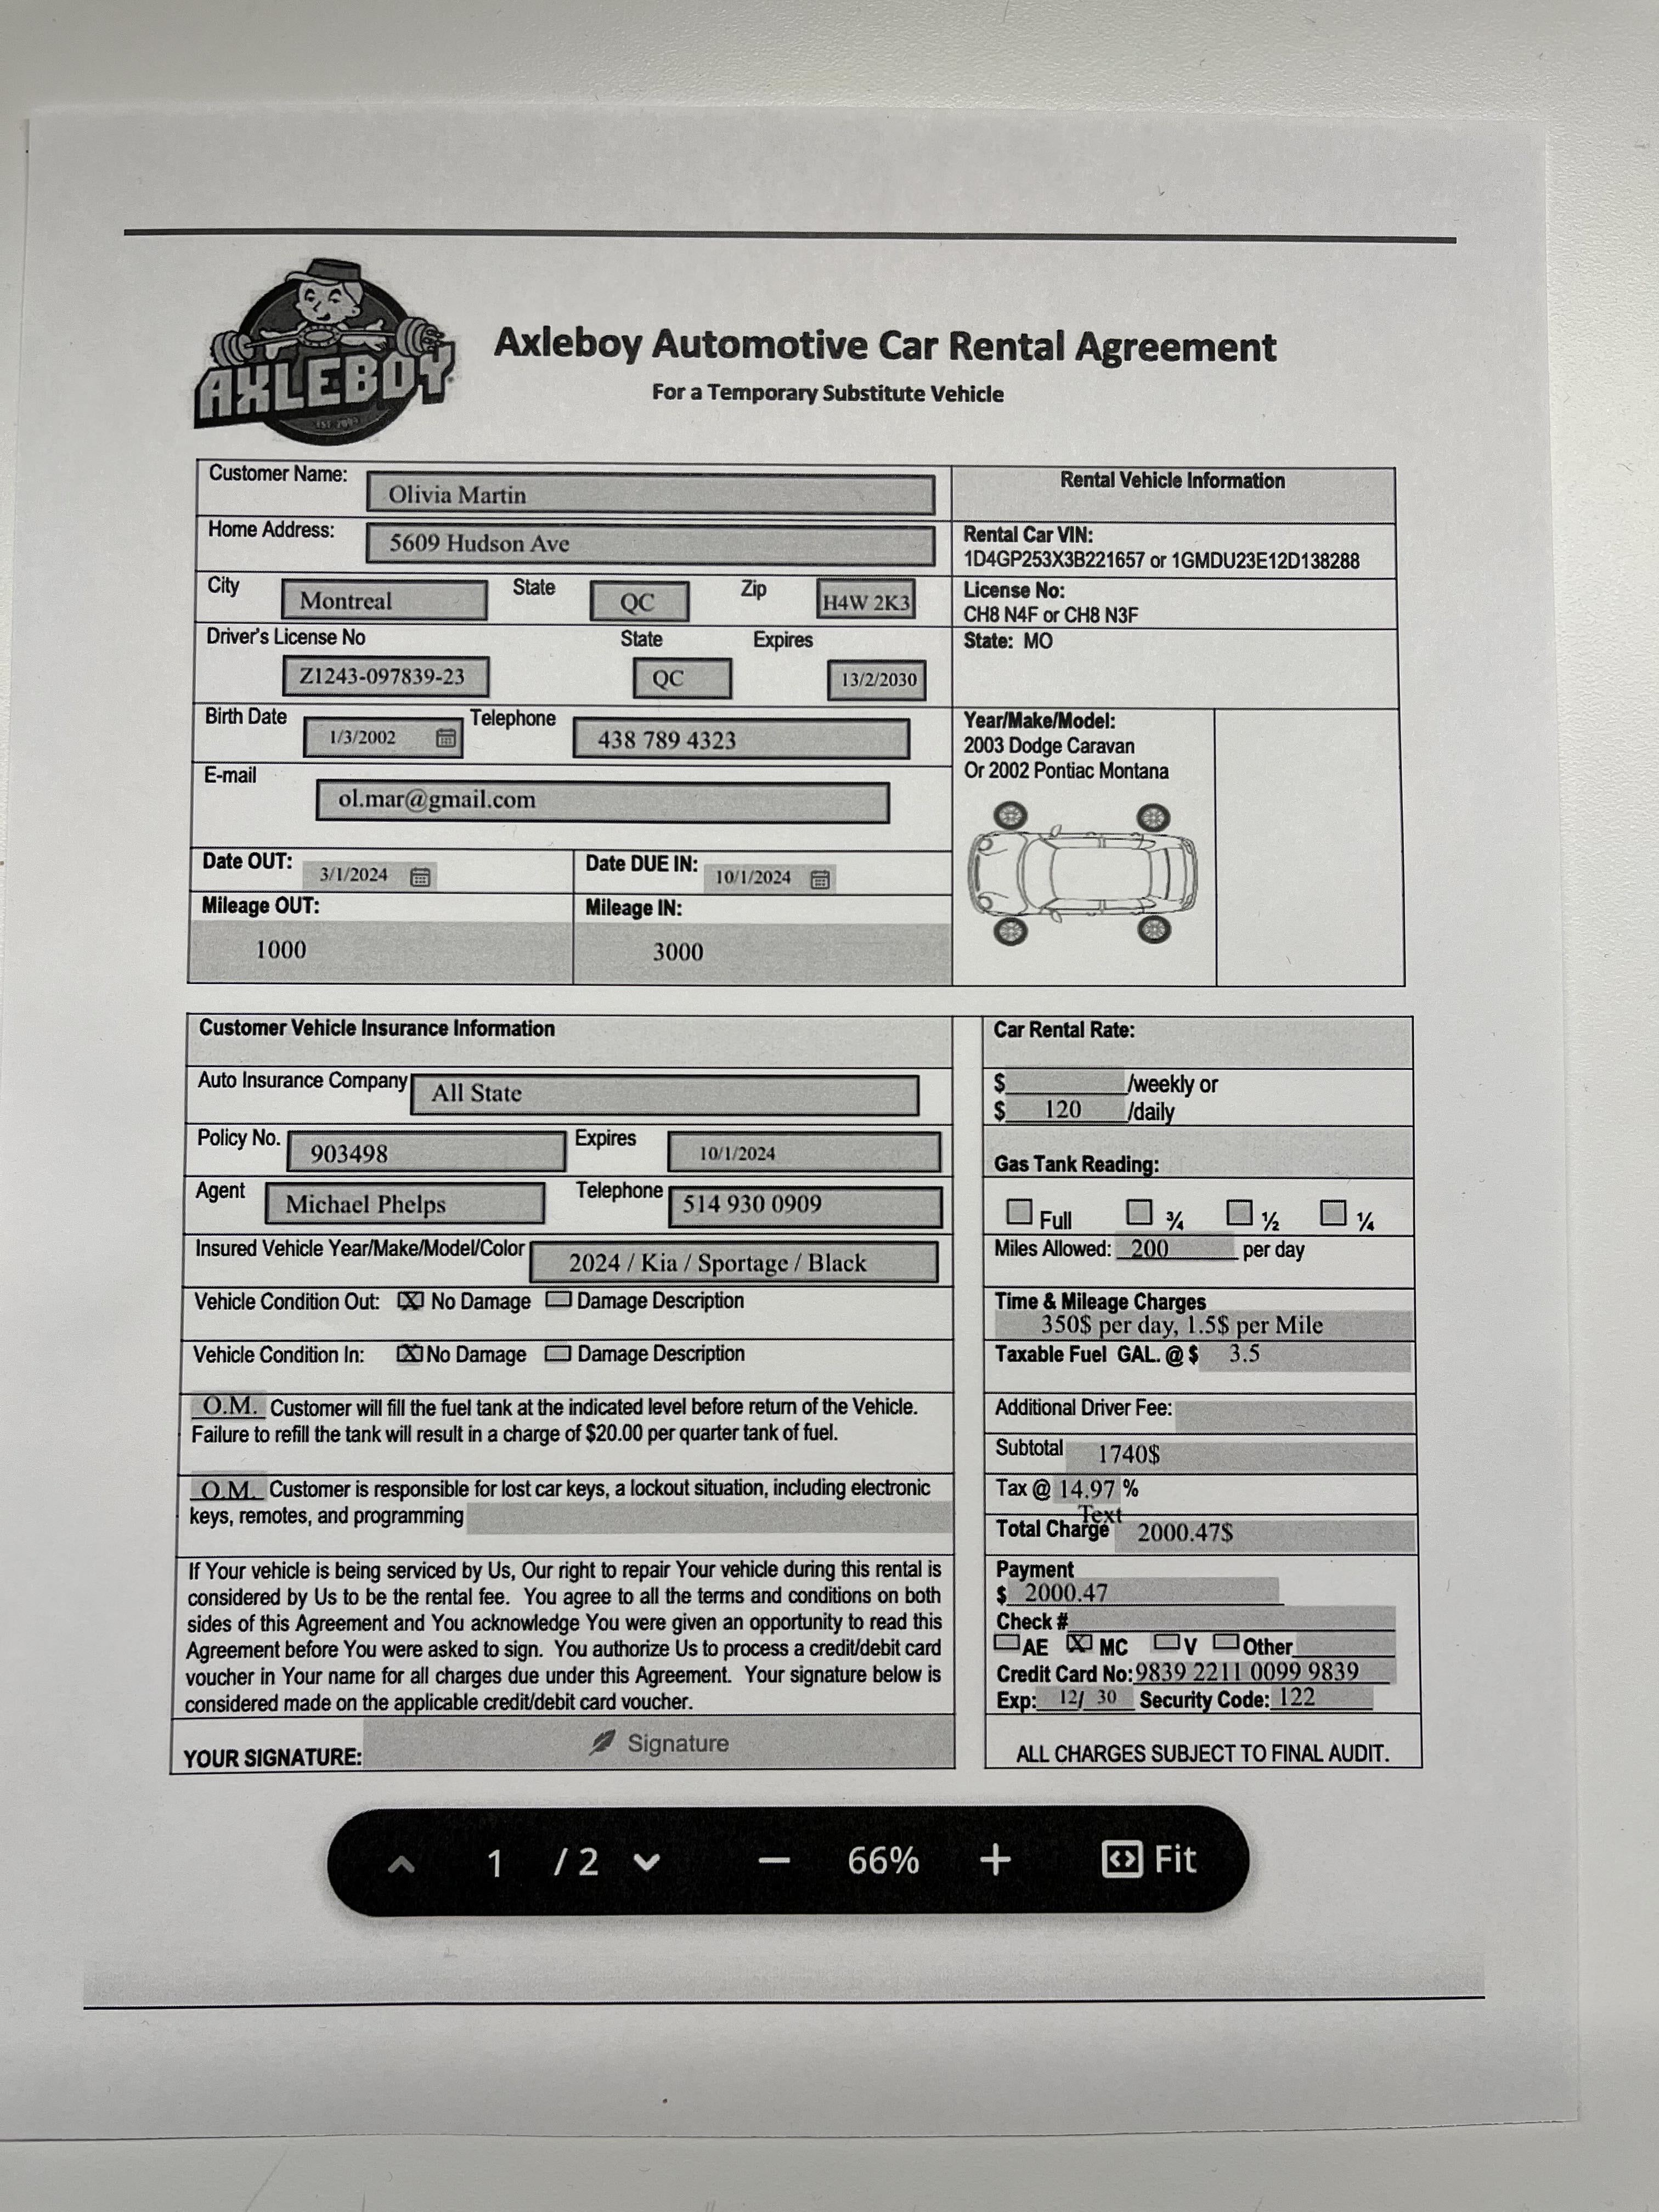 AXLEBOY
Axleboy Automotive Car Rental Agreement
For a Temporary Substitute Vehicle
Customer Name: Olivia Martin
Home Address: 5609 Hudson Ave
City Montreal State QC Zip H4W 2K3
Driver's License No State Expires
Z1243-097839-23 QC 13/2/2030
Birth Date 1/3/2002 Telephone 438 789 4323
E-mail
ol.mar@gmail.com
Date OUT: 3/1/2024 Date DUE IN: 10/1/2024
Mileage OUT: Mileage IN:
1000 3000
Rental Vehicle Information
Rental Car VIN:
1D4GP253X3B221657 or 1GMDU23E12D138288
License No:
CH8 N4F or CH8 N3F
State: MO
Year/Make/Model:
2003 Dodge Caravan
Or 2002 Pontiac Montana
Customer Vehicle Insurance Information
Auto Insurance Company All State
Policy No. 903498 Expires 10/1/2024
Agent Michael Phelps Telephone 514 930 0909
Insured Vehicle Year/Make/Model/Color 2024 / Kia / Sportage / Black
Vehicle Condition Out: X No Damage Damage Description
Vehicle Condition In: X No Damage Damage Description
O.M. Customer will fill the fuel tank at the indicated level before return of the Vehicle.
Failure to refill the tank will result in a charge of $20.00 per quarter tank of fuel.
O.M. Customer is responsible for lost car keys, a lockout situation, including electronic
keys, remotes, and programming
If Your vehicle is being serviced by Us, Our right to repair Your vehicle during this rental is
considered by Us to be the rental fee. You agree to all the terms and conditions on both
sides of this Agreement and You acknowledge You were given an opportunity to read this
Agreement before You were asked to sign. You authorize Us to process a credit/debit card
voucher in Your name for all charges due under this Agreement. Your signature below is
considered made on the applicable credit/debit card voucher.
YOUR SIGNATURE: Signature
Car Rental Rate:
$ /weekly or
$ 120 /daily
Gas Tank Reading:
Full ¾ ½ ¼
Miles Allowed: 200 per day
Time & Mileage Charges
350$ per day, 1.5$ per Mile
Taxable Fuel GAL. @ $ 3.5
Additional Driver Fee:
Subtotal 1740$
Tax @ 14.97 %
Text
Total Charge 2000.47$
Payment
$ 2000.47
Check #
AE X MC V Other
Credit Card No: 9839 2211 0099 9839
Exp: 12/ 30 Security Code: 122
ALL CHARGES SUBJECT TO FINAL AUDIT.
1 / 2 − 66% + Fit